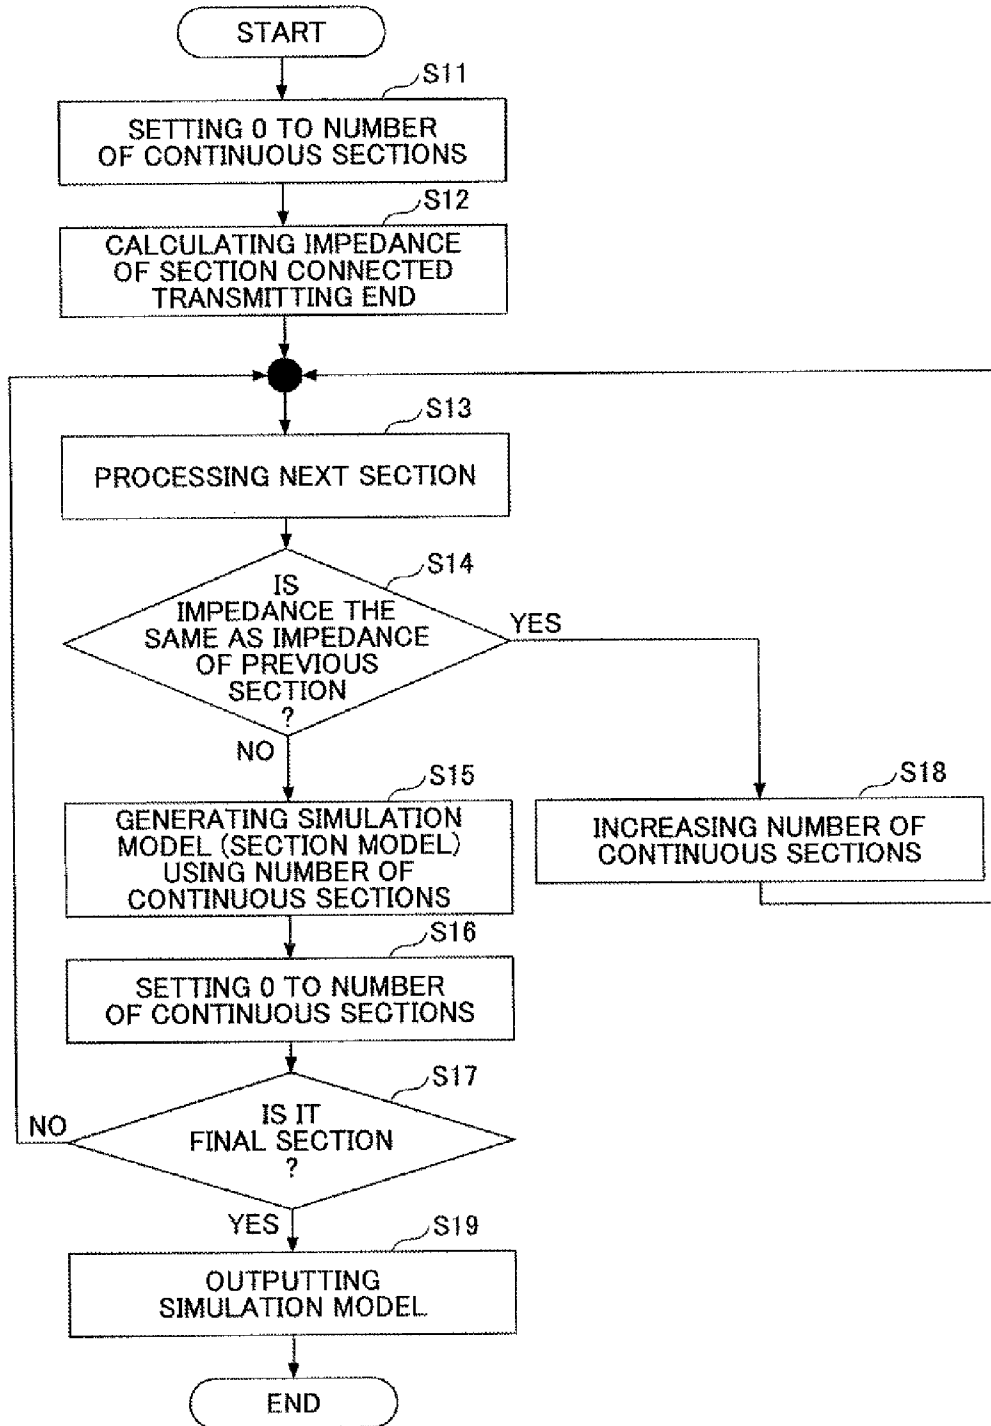 START
S11
SETTING 0 TO NUMBER
OF CONTINUOUS SECTIONS
S12
CALCULATING IMPEDANCE
OF SECTION CONNECTED
TRANSMITTING END
S13
PROCESSING NEXT SECTION
S14
IS
IMPEDANCE THE
SAME AS IMPEDANCE
OF PREVIOUS
SECTION
?
YES
NO
S15
GENERATING SIMULATION
MODEL (SECTION MODEL)
USING NUMBER OF
CONTINUOUS SECTIONS
S18
INCREASING NUMBER OF
CONTINUOUS SECTIONS
S16
SETTING 0 TO NUMBER
OF CONTINUOUS SECTIONS
S17
IS IT
FINAL SECTION
?
NO
YES
S19
OUTPUTTING
SIMULATION MODEL
END